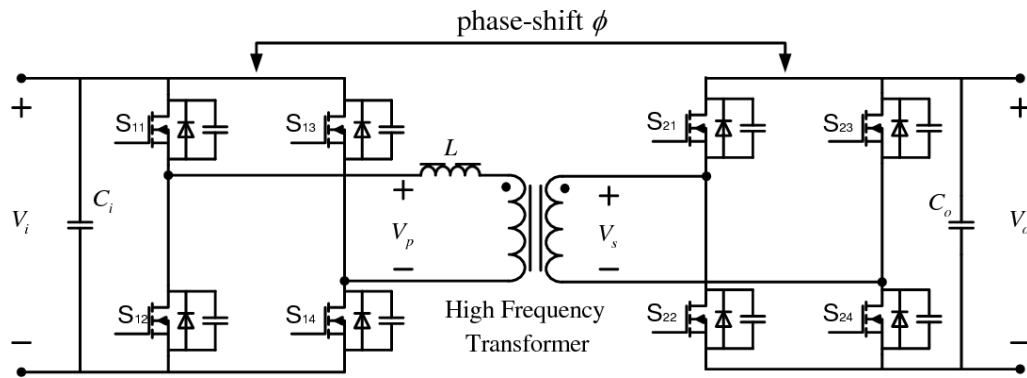 phase-shift ϕ
+
+
S11
S13
S21
S23
L
+
+
Ci
Co
Vi
Vp
Vs
Vo
−
−
S12
S14
High Frequency
Transformer
S22
S24
−
−